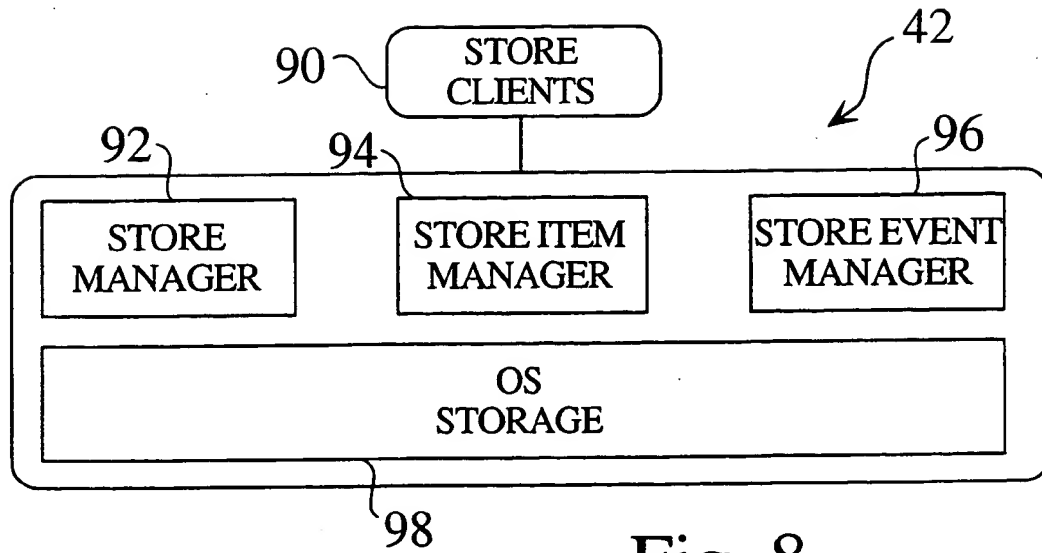 90
STORE
CLIENTS
42
92
94
96
STORE
MANAGER
STORE ITEM
MANAGER
STORE EVENT
MANAGER
OS
STORAGE
98
Fig. 8